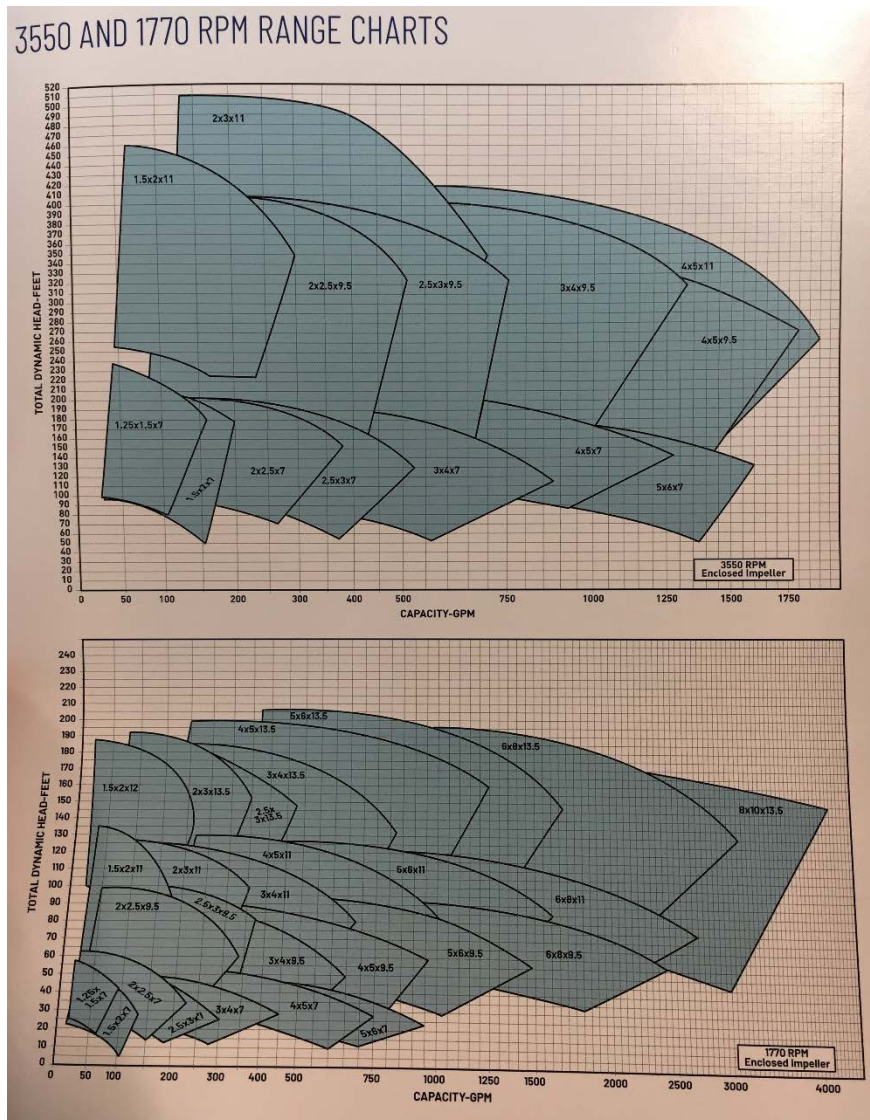 3550 AND 1770 RPM RANGE CHARTS
TOTAL DYNAMIC HEAD-FEET
520
510
500
490
480
470
460
450
440
430
420
410
400
390
380
370
360
350
340
330
320
310
300
290
280
270
260
250
240
230
220
210
200
190
180
170
160
150
140
130
120
110
100
90
80
70
60
50
40
30
20
10
0
2x3x11
1.5x2x11
2x2.5x9.5
2.5x3x9.5
3x4x9.5
4x5x11
4x5x9.5
1.25x1.5x7
1.5x2x7
2x2.5x7
2.5x3x7
3x4x7
4x5x7
5x6x7
3550 RPM
Enclosed Impeller
0 50 100 200 300 400 500 750 1000 1250 1500 1750
CAPACITY-GPM
TOTAL DYNAMIC HEAD-FEET
240
220
200
190
180
170
160
150
140
130
120
110
100
90
80
70
60
50
40
30
20
10
0
5x6x13.5
4x5x13.5
6x8x13.5
3x4x13.5
1.5x2x12
2x3x13.5
2.5x
3x13.5
8x10x13.5
4x5x11
1.5x2x11
2x3x11
5x6x11
3x4x11
6x8x11
2x2.5x9.5
2.5x3x9.5
3x4x9.5
4x5x9.5
5x6x9.5
6x8x9.5
1.25x
1.5x7
1.5x2x7
2x2.5x7
2.5x3x7
3x4x7
4x5x7
5x6x7
1770 RPM
Enclosed Impeller
0 50 100 200 300 400 500 750 1000 1250 1500 2000 2500 3000 4000
CAPACITY-GPM